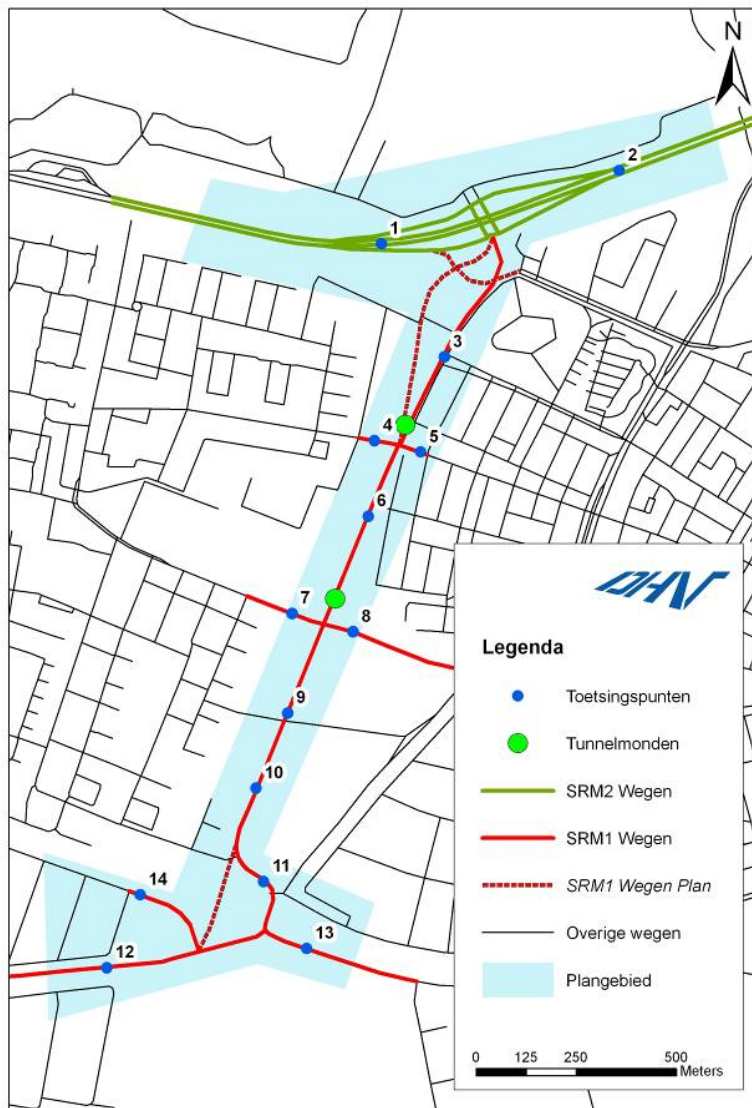 N
2
1
3
4
5
6
7
8
9
10
11
14
13
12
DHV
Legenda
Toetsingspunten
Tunnelmonden
SRM2 Wegen
SRM1 Wegen
SRM1 Wegen Plan
Overige wegen
Plangebied
0 125 250 500
Meters